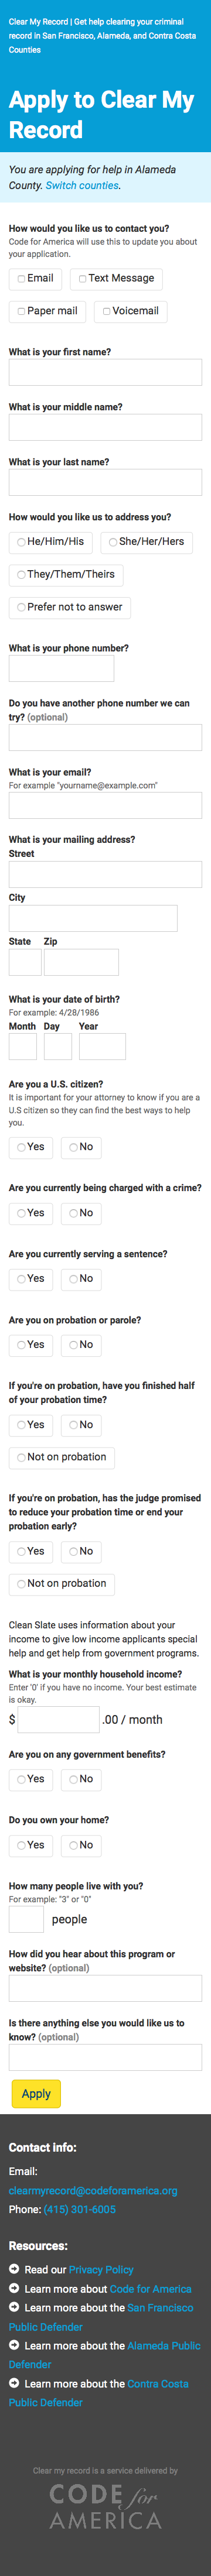 Clear My Record | Get help clearing your criminal
record in San Francisco, Alameda, and Contra Costa
Counties
Apply to Clear My
Record
You are applying for help in Alameda
County. Switch counties.
How would you like us to contact you?
Code for America will use this to update you about
your application.
Email
Text Message
Paper mail
Voicemail
What is your first name?
What is your middle name?
What is your last name?
How would you like us to address you?
He/Him/His
She/Her/Hers
They/Them/Theirs
Prefer not to answer
What is your phone number?
Do you have another phone number we can
try? (optional)
What is your email?
For example "yourname@example.com"
What is your mailing address?
Street
City
State Zip
What is your date of birth?
For example: 4/28/1986
Month Day Year
Are you a U.S. citizen?
It is important for your attorney to know if you are a
U.S citizen so they can find the best ways to help
you.
Yes
No
Are you currently being charged with a crime?
Yes
No
Are you currently serving a sentence?
Yes
No
Are you on probation or parole?
Yes
No
If you're on probation, have you finished half
of your probation time?
Yes
No
Not on probation
If you're on probation, has the judge promised
to reduce your probation time or end your
probation early?
Yes
No
Not on probation
Clean Slate uses information about your
income to give low income applicants special
help and get help from government programs.
What is your monthly household income?
Enter '0' if you have no income. Your best estimate
is okay.
$ .00 / month
Are you on any government benefits?
Yes
No
Do you own your home?
Yes
No
How many people live with you?
For example: "3" or "0"
people
How did you hear about this program or
website? (optional)
Is there anything else you would like us to
know? (optional)
Apply
Contact info:
Email:
clearmyrecord@codeforamerica.org
Phone: (415) 301-6005
Resources:
Read our Privacy Policy
Learn more about Code for America
Learn more about the San Francisco
Public Defender
Learn more about the Alameda Public
Defender
Learn more about the Contra Costa
Public Defender
Clear my record is a service delivered by
CODE for
AMERICA